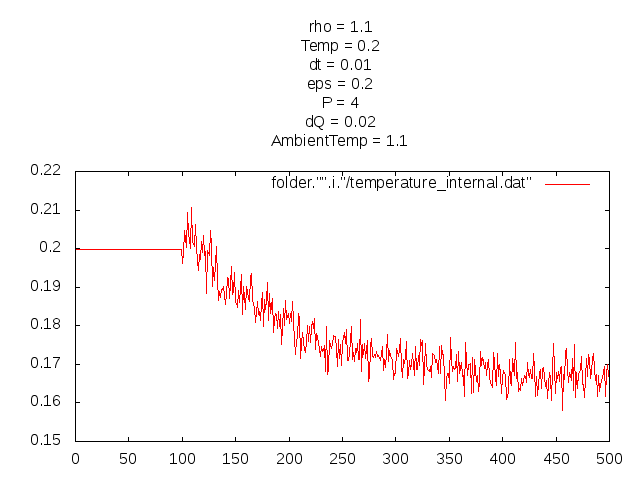 rho = 1.1
Temp = 0.2
dt = 0.01
eps = 0.2
P = 4
dQ = 0.02
AmbientTemp = 1.1
0.22
folder."".i."/temperature_internal.dat"
0.21
0.2
0.19
0.18
0.17
0.16
0.15
0 50 100 150 200 250 300 350 400 450 500